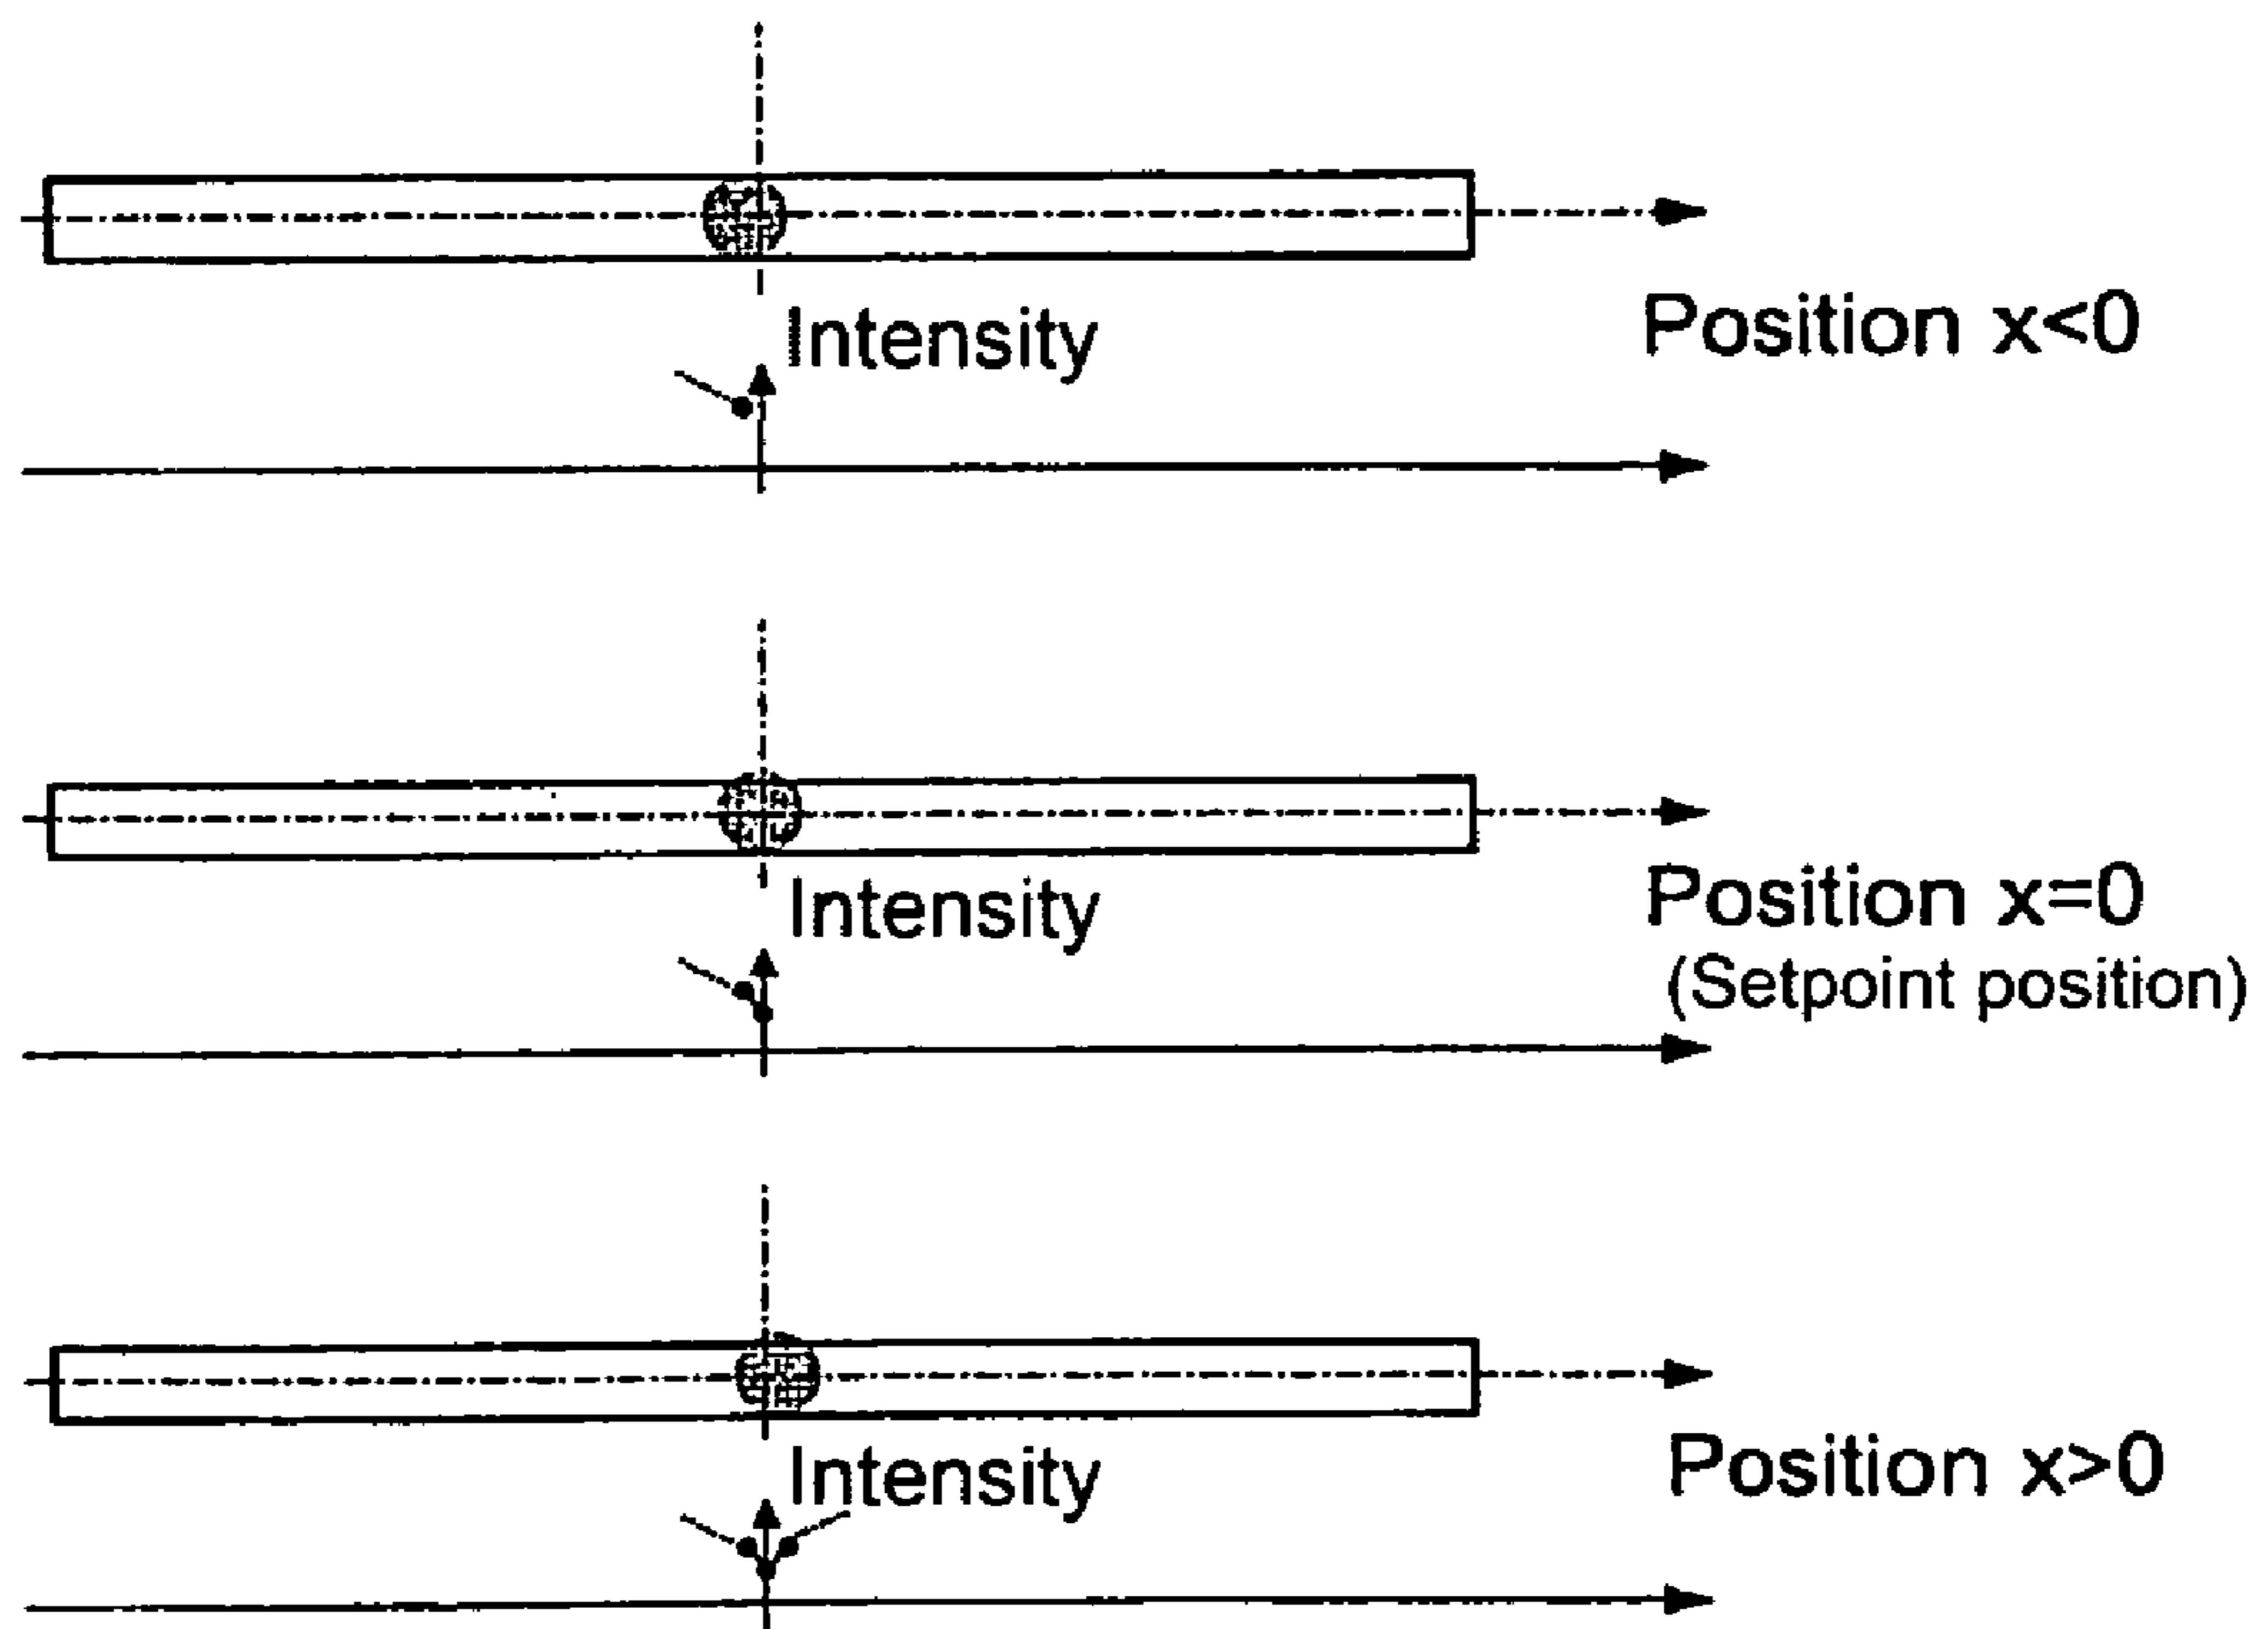 Intensity
Position x<0
Intensity
Position x=0
(Setpoint position)
Intensity
Position x>0